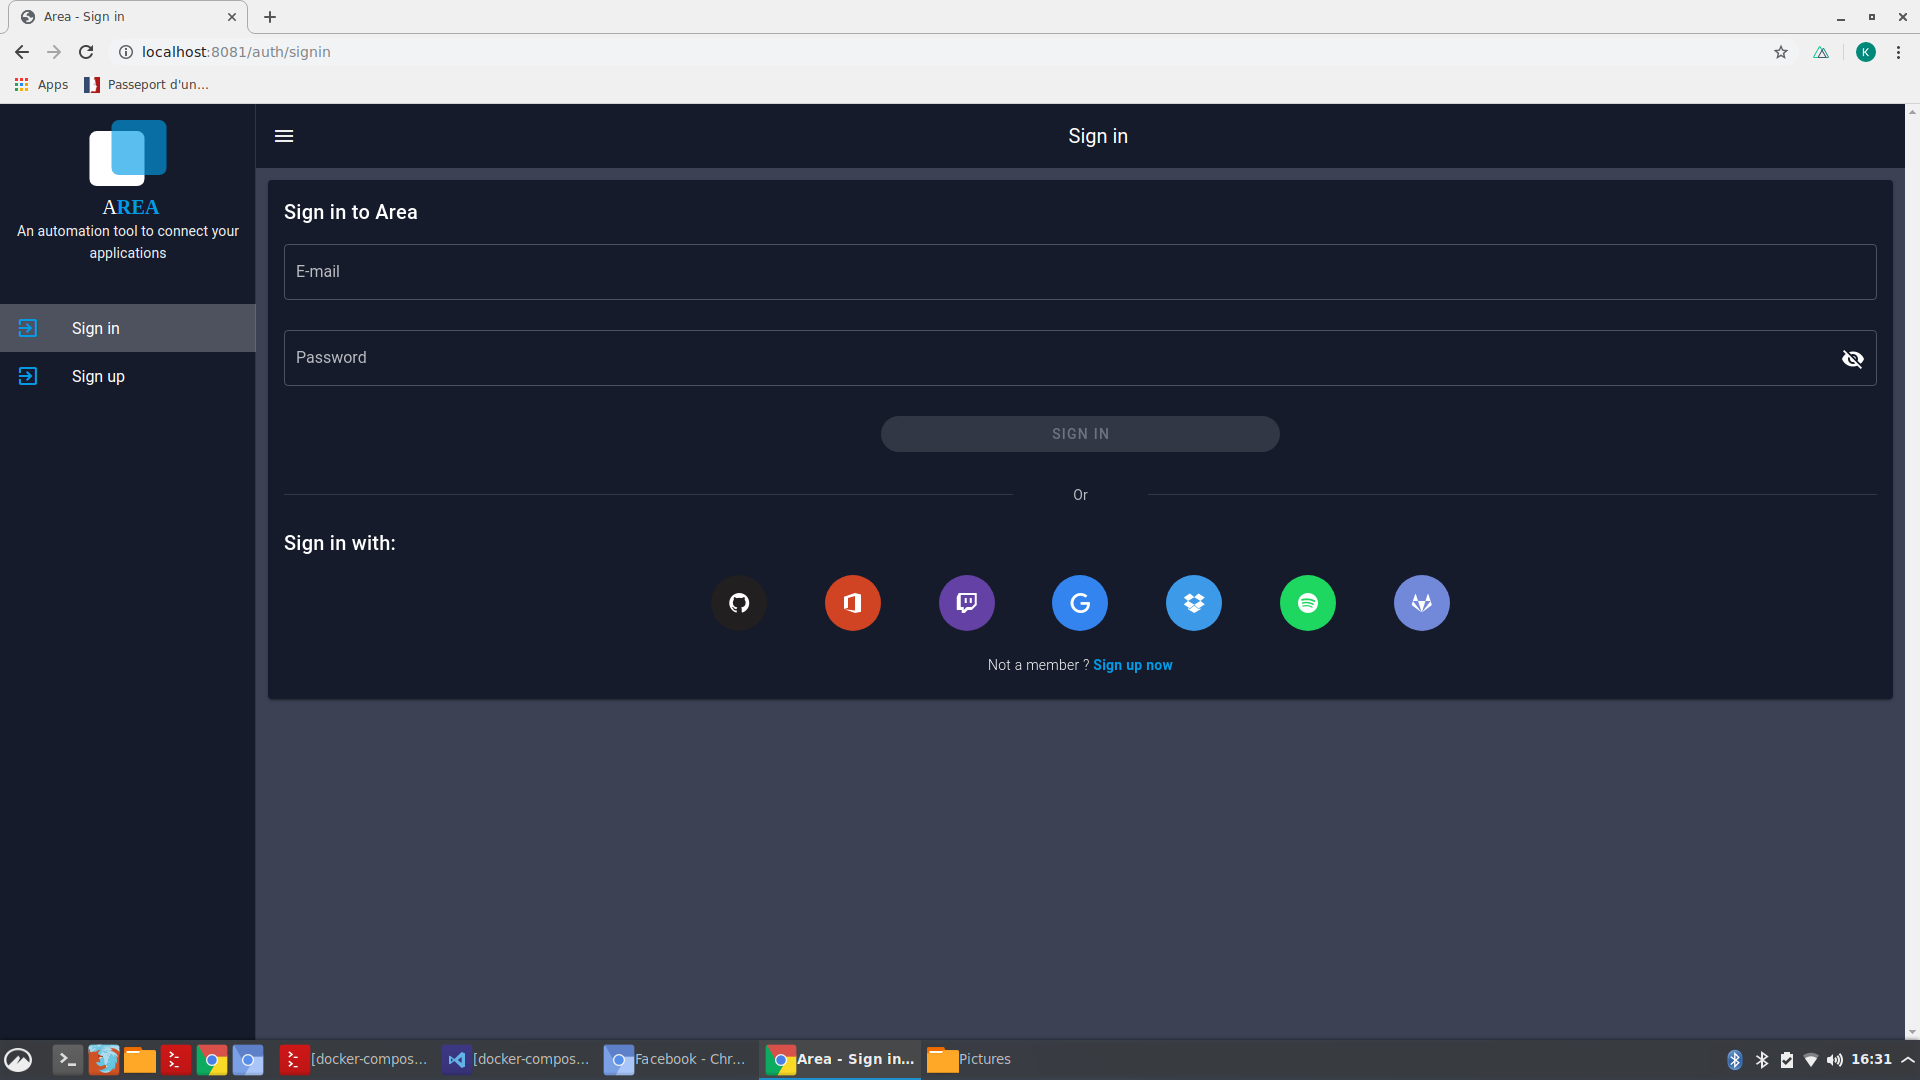 Area - Sign in
localhost:8081/auth/signin
K
Apps
Passeport d'un...
AREA
An automation tool to connect your
applications
Sign in
Sign up
Sign in
Sign in to Area
E-mail
Password
SIGN IN
Or
Sign in with:
Not a member ? Sign up now
[docker-compos...
[docker-compos...
Facebook - Chr...
Area - Sign in...
Pictures
16:31